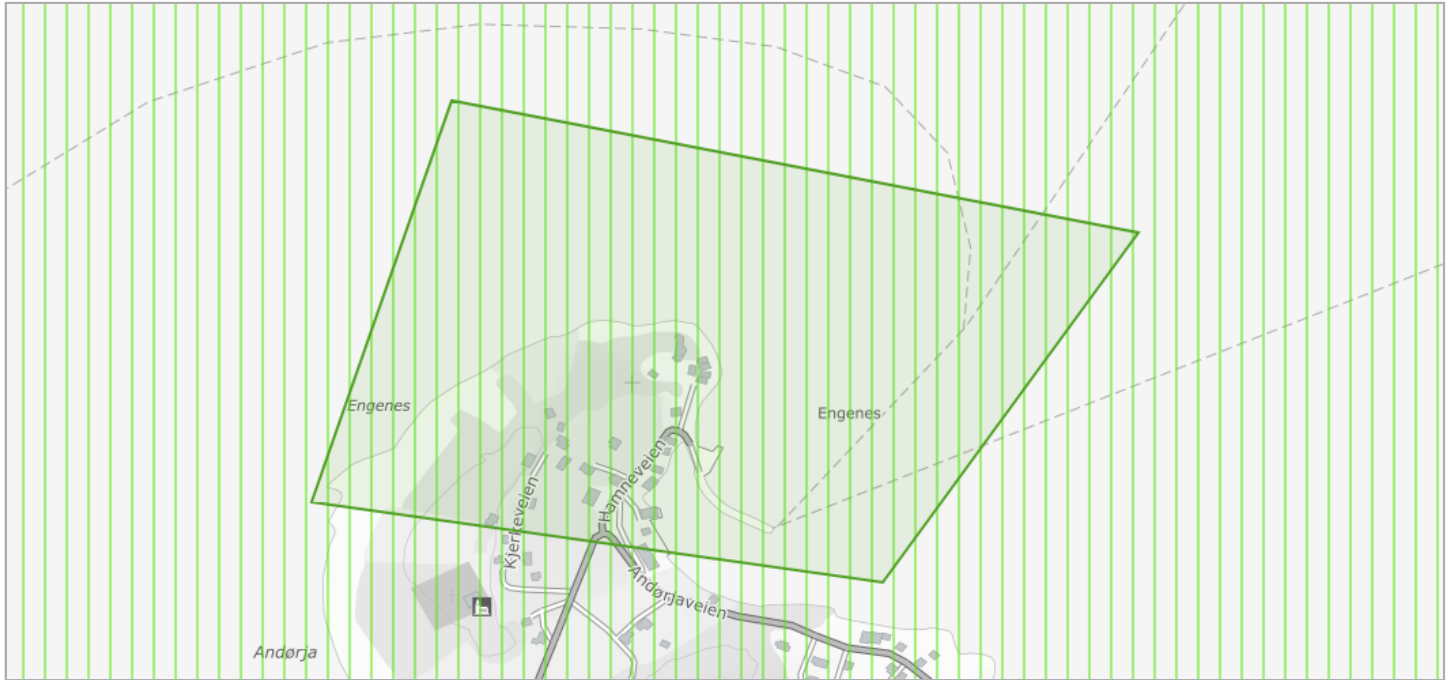 Engenes
Engenes
Hamneveien
Kjerkeveien
Andørjaveien
Andørja